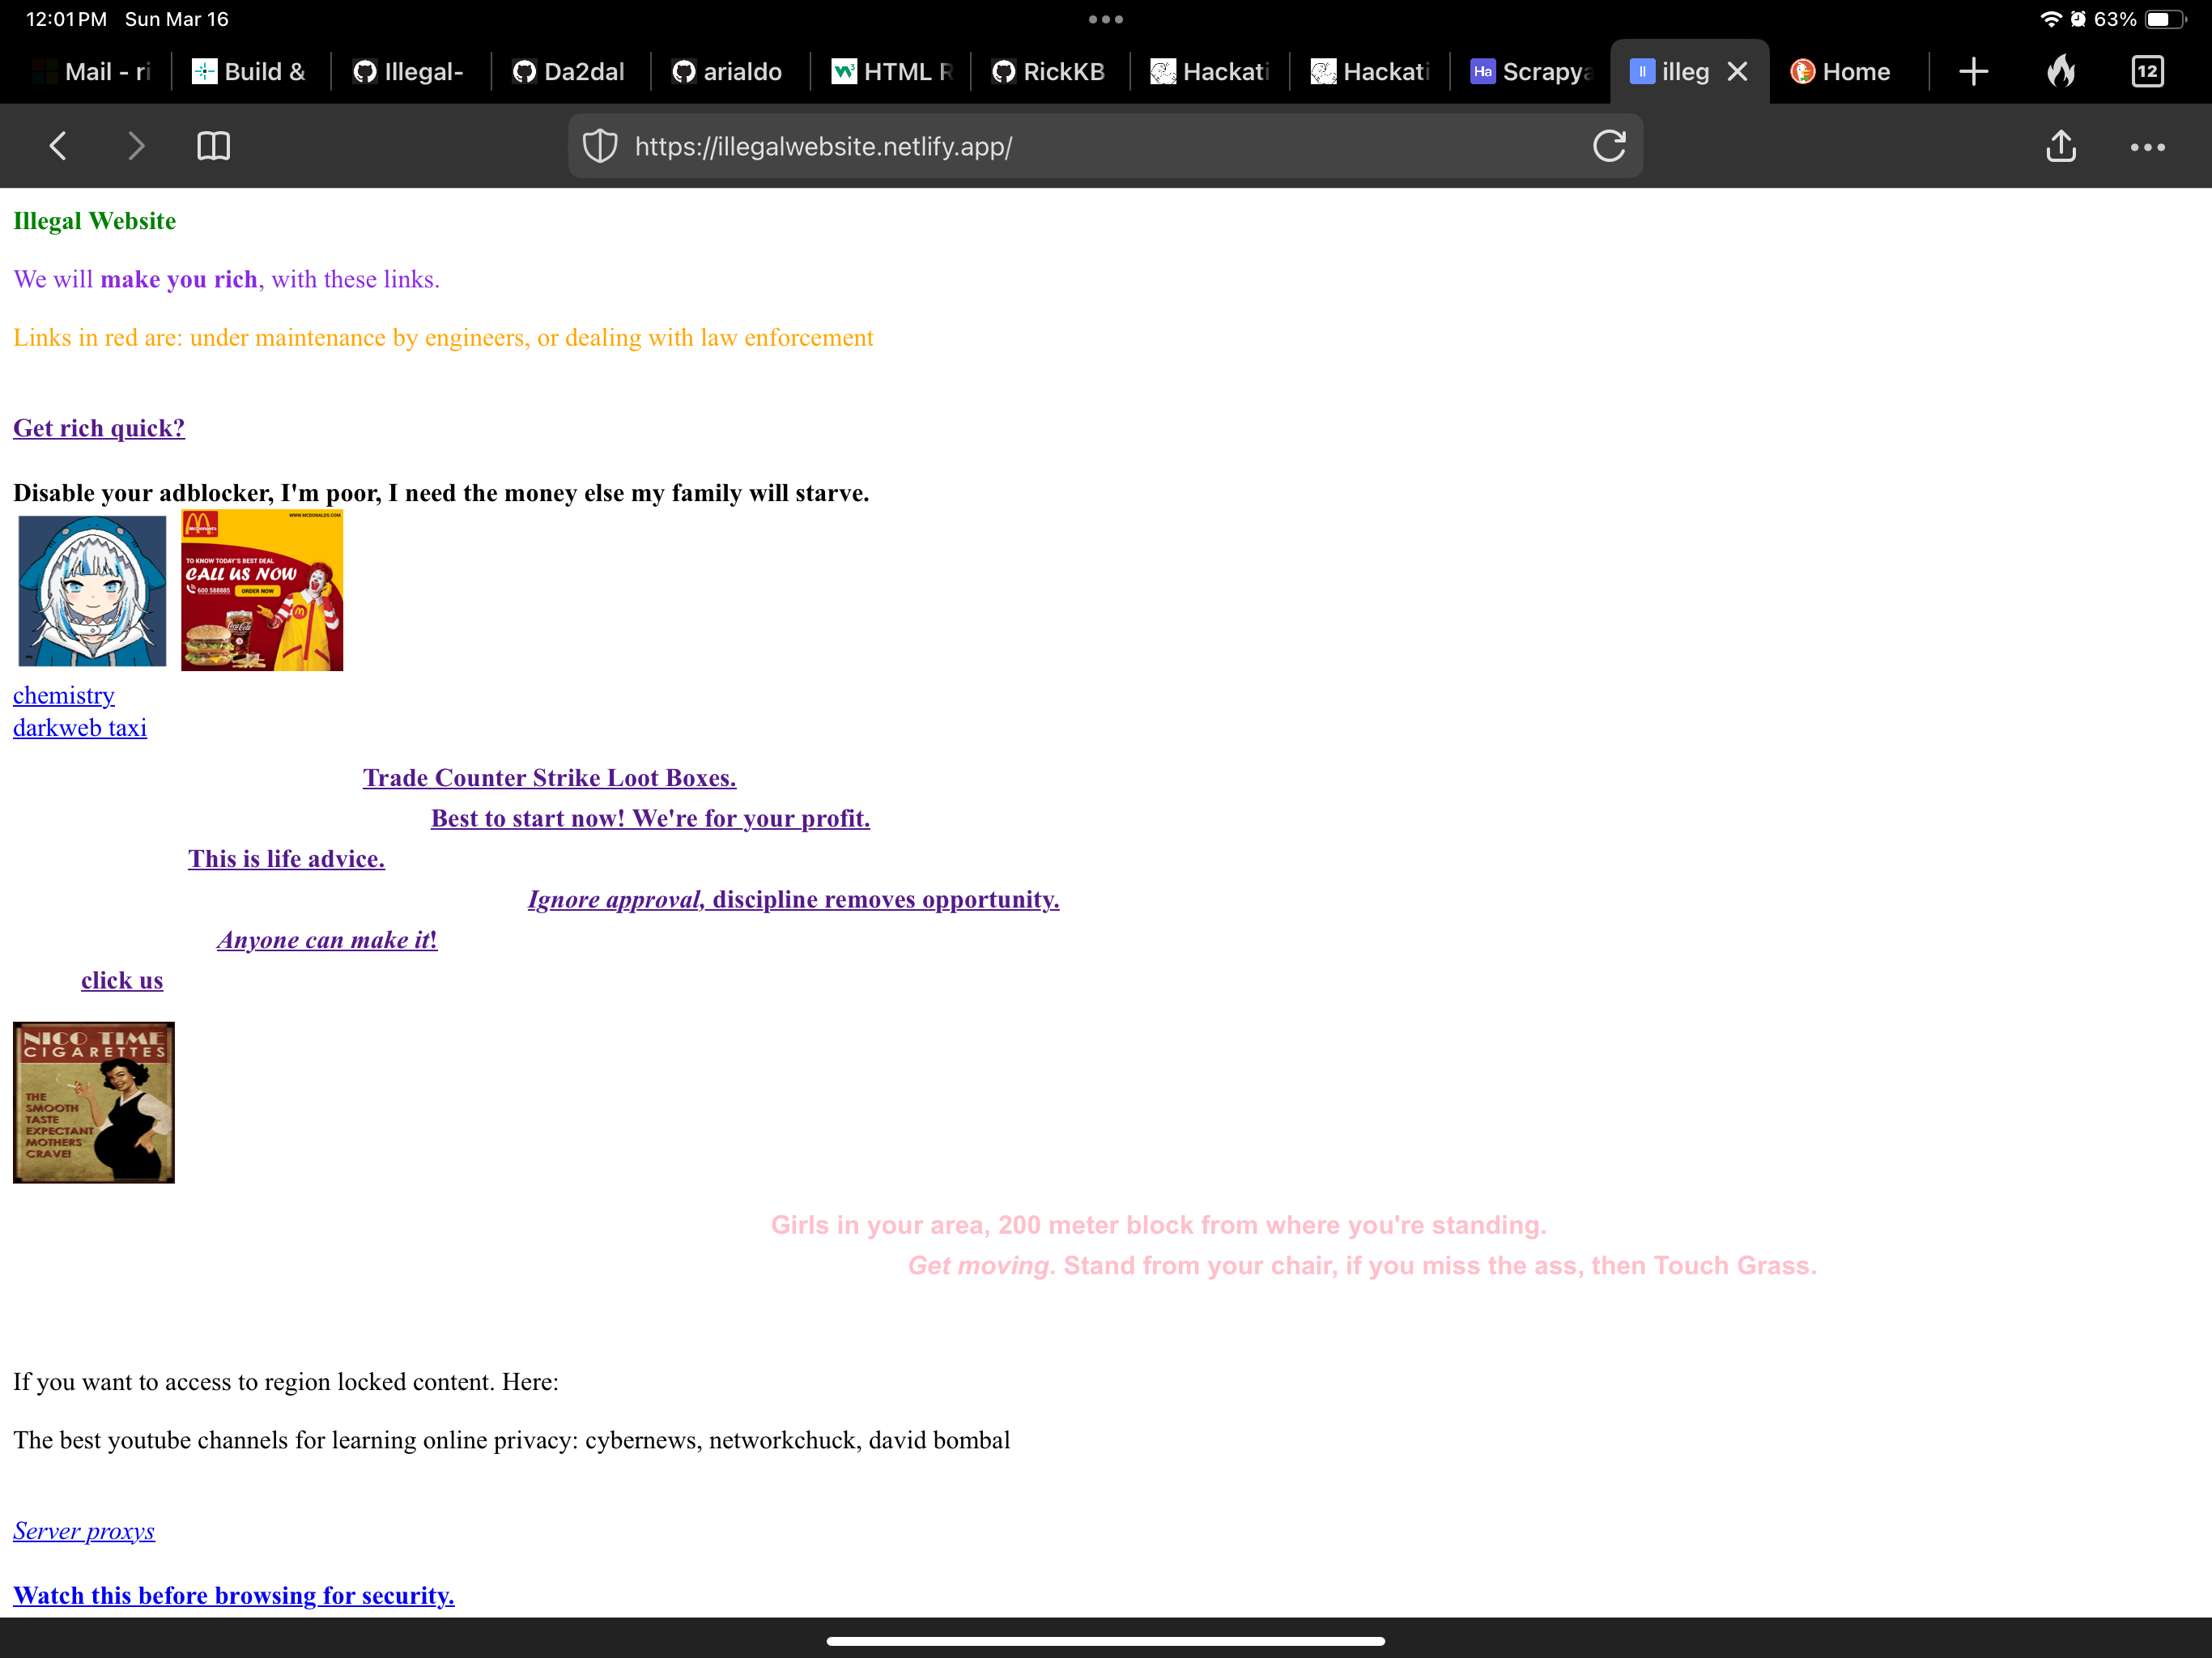 12:01 PM Sun Mar 16
63%
Mail - ri
Build &
Illegal-
Da2dal
arialdo
HTML R
RickKB
Hackati
Hackati
Ha Scrapya
II illeg
Home
12
https://illegalwebsite.netlify.app/
Illegal Website
We will make you rich, with these links.
Links in red are: under maintenance by engineers, or dealing with law enforcement
Get rich quick?
Disable your adblocker, I'm poor, I need the money else my family will starve.
McDonald's
WWW.MCDONALDS.COM
TO KNOW TODAY'S BEST DEAL
CALL US NOW
600 588885 ORDER NOW
Coca-Cola
chemistry
darkweb taxi
Trade Counter Strike Loot Boxes.
Best to start now! We're for your profit.
This is life advice.
Ignore approval, discipline removes opportunity.
Anyone can make it!
click us
NICO TIME
CIGARETTES
THE
SMOOTH
TASTE
EXPECTANT
MOTHERS
CRAVE!
Girls in your area, 200 meter block from where you're standing.
Get moving. Stand from your chair, if you miss the ass, then Touch Grass.
If you want to access to region locked content. Here:
The best youtube channels for learning online privacy: cybernews, networkchuck, david bombal
Server proxys
Watch this before browsing for security.